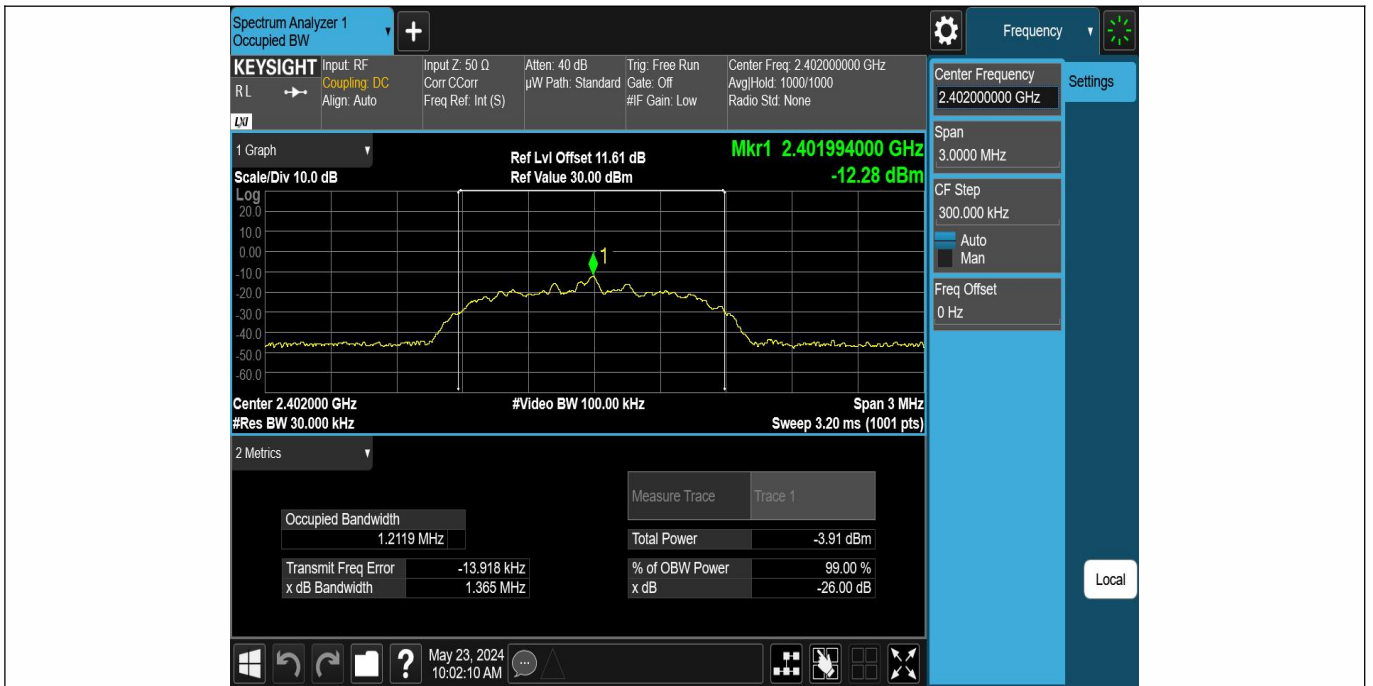 Spectrum Analyzer 1
Occupied BW
+
Frequency
KEYSIGHT
RL
LXI
Input: RF
Coupling: DC
Align: Auto
Input Z: 50 Ω
Corr CCorr
Freq Ref: Int (S)
Atten: 40 dB
µW Path: Standard
Trig: Free Run
Gate: Off
#IF Gain: Low
Center Freq: 2.402000000 GHz
Avg|Hold: 1000/1000
Radio Std: None
Center Frequency
2.402000000 GHz
Settings
Span
3.0000 MHz
CF Step
300.000 kHz
Auto
Man
Freq Offset
0 Hz
Local
1 Graph
Scale/Div 10.0 dB
Ref Lvl Offset 11.61 dB
Ref Value 30.00 dBm
Mkr1 2.401994000 GHz
-12.28 dBm
Log
20.0
10.0
0.00
-10.0
-20.0
-30.0
-40.0
-50.0
-60.0
1
Center 2.402000 GHz
#Res BW 30.000 kHz
#Video BW 100.00 kHz
Span 3 MHz
Sweep 3.20 ms (1001 pts)
2 Metrics
Measure Trace Trace 1
Occupied Bandwidth
1.2119 MHz
Total Power -3.91 dBm
Transmit Freq Error -13.918 kHz
% of OBW Power 99.00 %
x dB Bandwidth 1.365 MHz
x dB -26.00 dB
?
May 23, 2024
10:02:10 AM